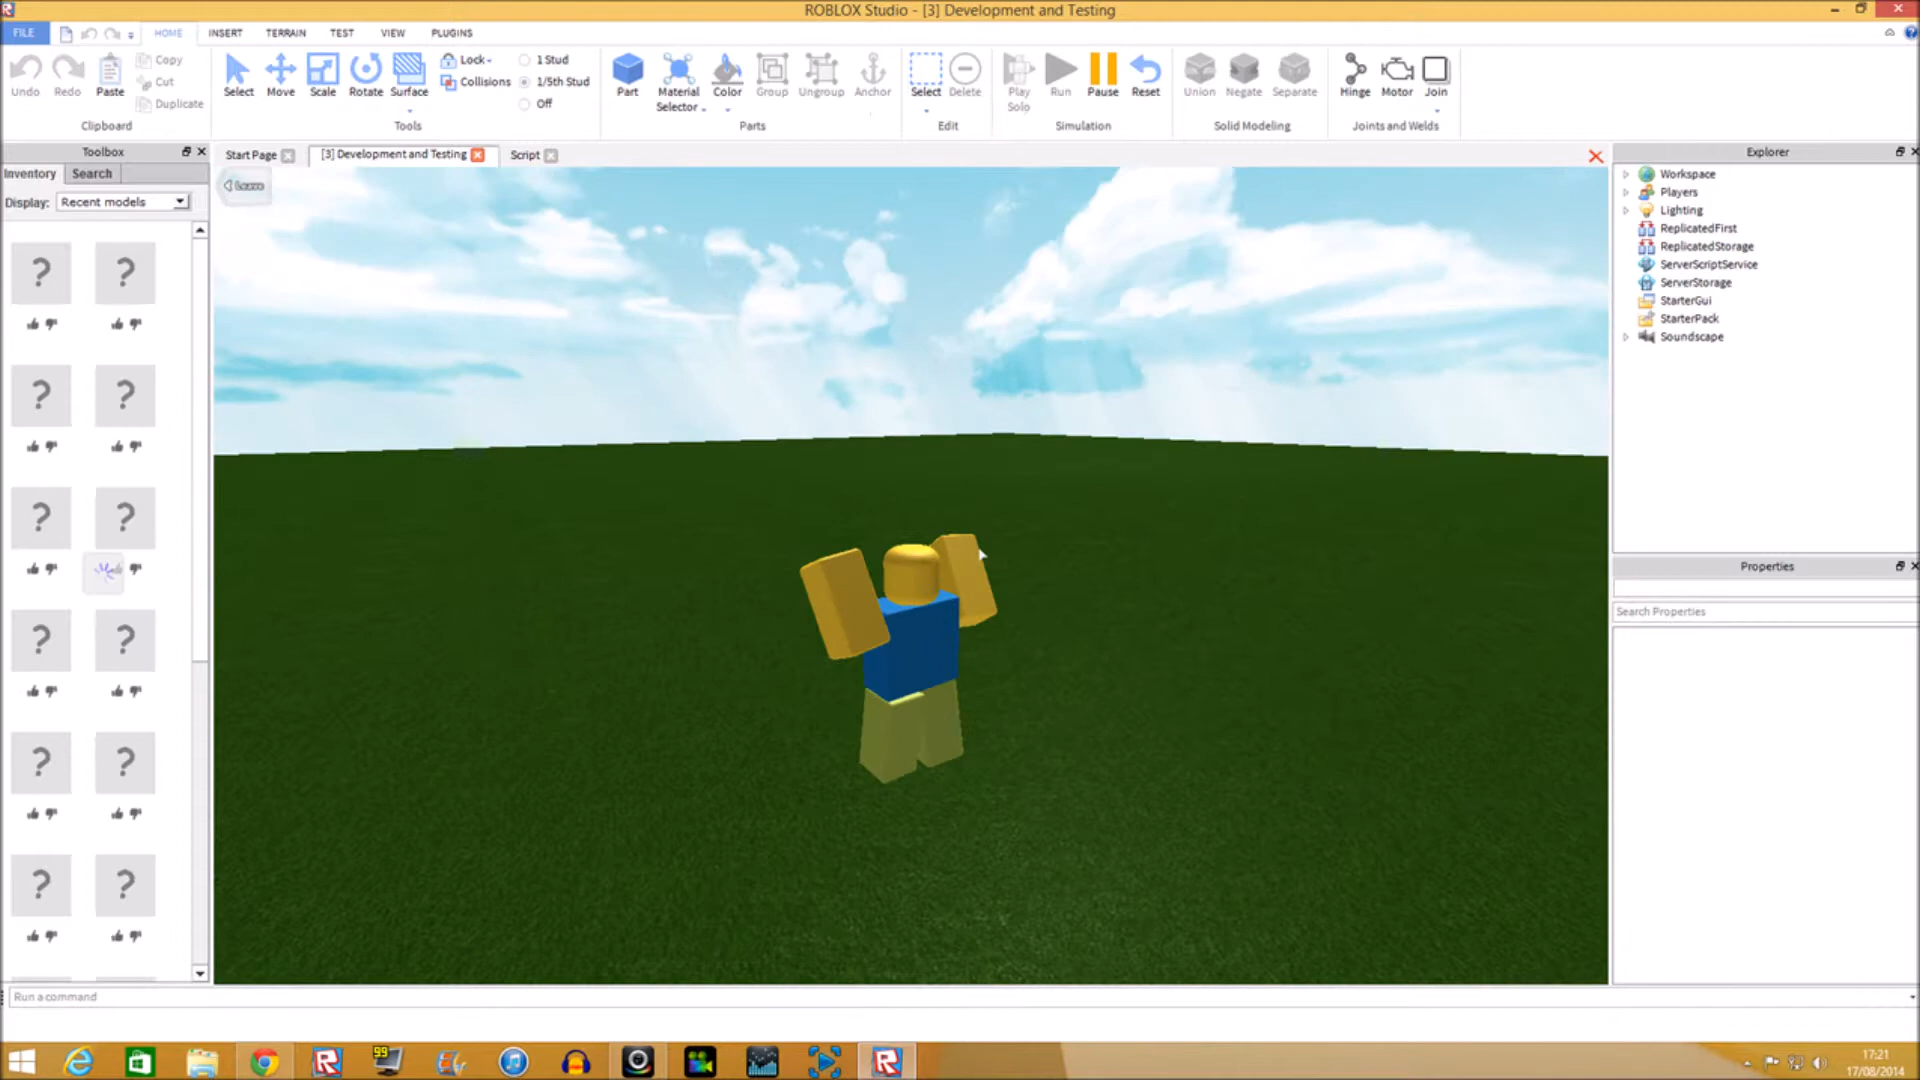 ROBLOX Studio - [3] Development and Testing
FILE HOME INSERT TERRAIN TEST VIEW PLUGINS
Undo Redo Paste Copy Cut Duplicate
Clipboard
Select Move Scale Rotate Surface Lock Collisions 1 Stud 1/5th Stud Off
Tools
Part Material Selector Color Group Ungroup Anchor
Parts
Select Delete
Edit
Play Solo Run Pause Reset
Simulation
Union Negate Separate
Solid Modeling
Hinge Motor Join
Joints and Welds
Toolbox
Inventory Search
Display: Recent models
? ?
? ?
? ?
? ?
? ?
? ?
Start Page [3] Development and Testing Script
Leave
Explorer
Workspace
Players
Lighting
ReplicatedFirst
ReplicatedStorage
ServerScriptService
ServerStorage
StarterGui
StarterPack
Soundscape
Properties
Search Properties
Run a command
99
17:21
17/08/2014